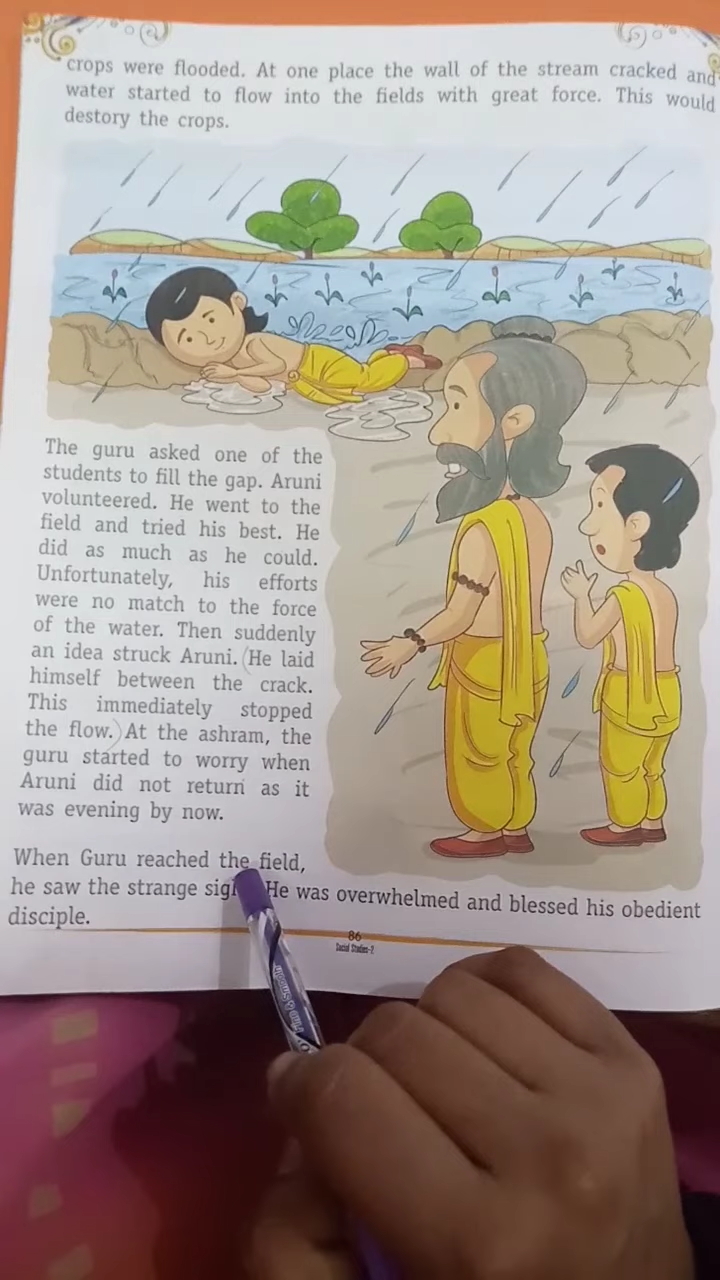 crops were flooded. At one place the wall of the stream cracked and
water started to flow into the fields with great force. This would
destory the crops.
The guru asked one of the
students to fill the gap. Aruni
volunteered. He went to the
field and tried his best. He
did as much as he could.
Unfortunately, his efforts
were no match to the force
of the water. Then suddenly
an idea struck Aruni. (He laid
himself between the crack.
This immediately stopped
the flow.) At the ashram, the
guru started to worry when
Aruni did not return as it
was evening by now.
When Guru reached the field,
he saw the strange He was overwhelmed and blessed his obedient
disciple.
86
Social Studies-2